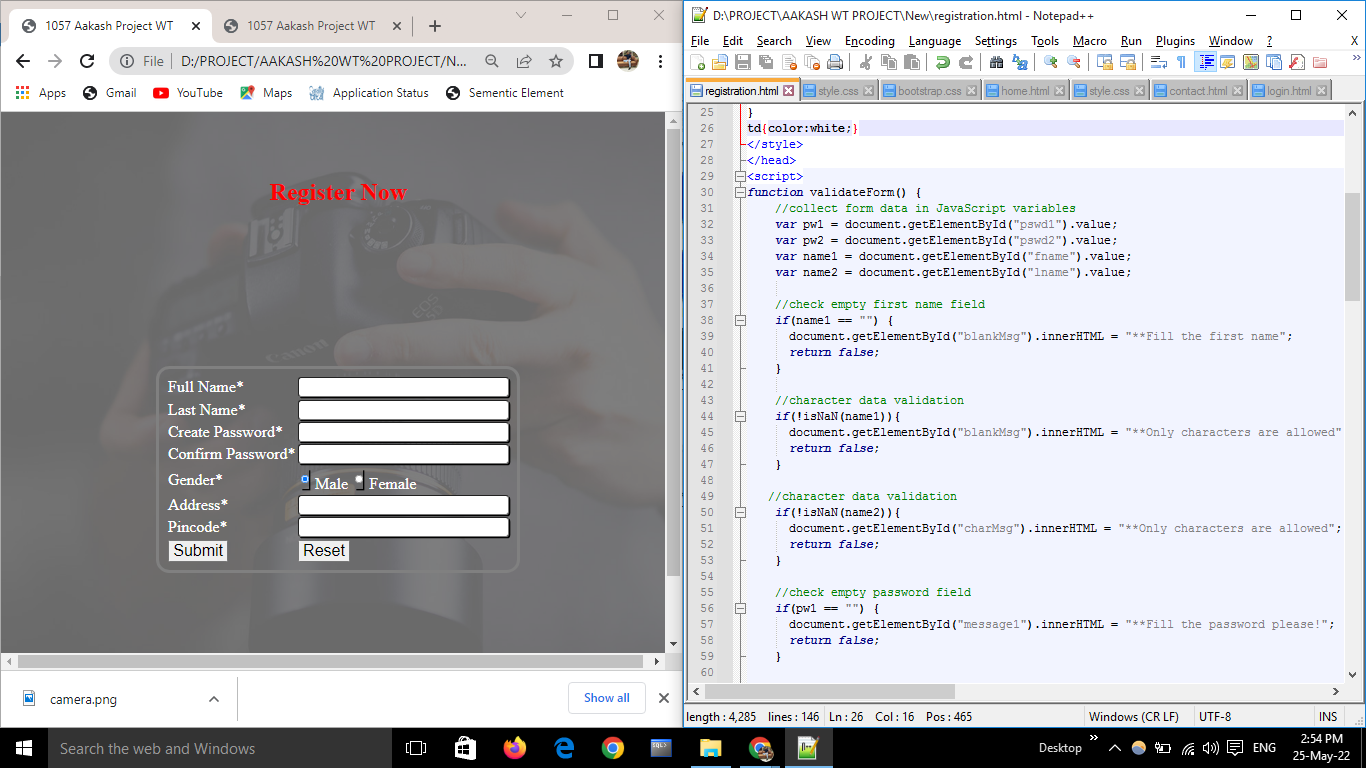 1057 Aakash Project WT
1057 Aakash Project WT
File
D:/PROJECT/AAKASH%20WT%20PROJECT/N...
Apps
Gmail
YouTube
Maps
Application Status
Sementic Element
Register Now
Full Name*
Last Name*
Create Password*
Confirm Password*
Gender*
Male Female
Address*
Pincode*
Submit
Reset
camera.png
Show all
D:\PROJECT\AAKASH WT PROJECT\New\registration.html - Notepad++
File Edit Search View Encoding Language Settings Tools Macro Run Plugins Window ? X
registration.html style.css bootstrap.css home.html style.css contact.html login.html
25 }
26 td{color:white;}
27 </style>
28 </head>
29 <script>
30 function validateForm() {
31 //collect form data in JavaScript variables
32 var pw1 = document.getElementById("pswd1").value;
33 var pw2 = document.getElementById("pswd2").value;
34 var name1 = document.getElementById("fname").value;
35 var name2 = document.getElementById("lname").value;
36
37 //check empty first name field
38 if(name1 == "") {
39 document.getElementById("blankMsg").innerHTML = "**Fill the first name";
40 return false;
41 }
42
43 //character data validation
44 if(!isNaN(name1)){
45 document.getElementById("blankMsg").innerHTML = "**Only characters are allowed"
46 return false;
47 }
48
49 //character data validation
50 if(!isNaN(name2)){
51 document.getElementById("charMsg").innerHTML = "**Only characters are allowed";
52 return false;
53 }
54
55 //check empty password field
56 if(pw1 == "") {
57 document.getElementById("message1").innerHTML = "**Fill the password please!";
58 return false;
59 }
60
length : 4,285 lines : 146 Ln : 26 Col : 16 Pos : 465 Windows (CR LF) UTF-8 INS
Search the web and Windows
Desktop
ENG
2:54 PM
25-May-22